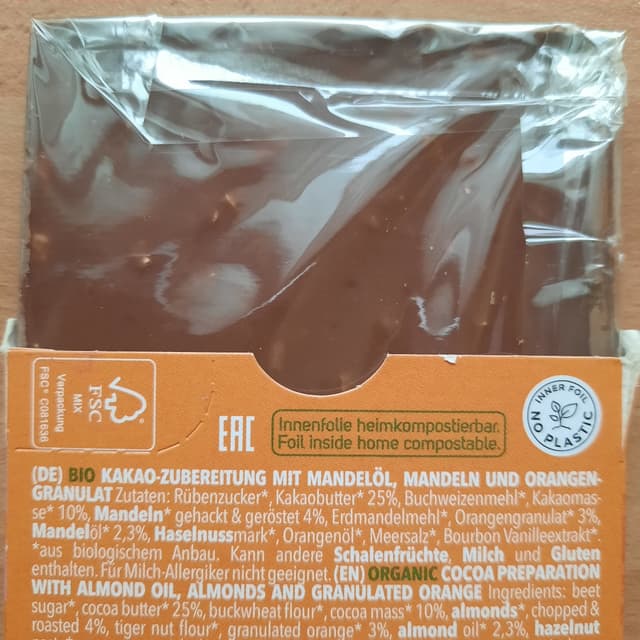 FSC
MIX
Verpackung
FSC® C081636
EAC
Innenfolie heimkompostierbar.
Foil inside home compostable.
INNER FOIL
NON PLASTIC
(DE) BIO KAKAO-ZUBEREITUNG MIT MANDELÖL, MANDELN UND ORANGEN-
GRANULAT Zutaten: Rübenzucker*, Kakaobutter* 25%, Buchweizenmehl*, Kakaomas-
se* 10%, Mandeln* gehackt & geröstet 4%, Erdmandelmehl*, Orangengranulat* 3%,
Mandelöl* 2,3%, Haselnussmark*, Orangenöl*, Meersalz*, Bourbon Vanilleextrakt*.
*aus biologischem Anbau. Kann andere Schalenfrüchte, Milch und Gluten
enthalten. Für Milch-Allergiker nicht geeignet. (EN) ORGANIC COCOA PREPARATION
WITH ALMOND OIL, ALMONDS AND GRANULATED ORANGE Ingredients: beet
sugar*, cocoa butter* 25%, buckwheat flour*, cocoa mass* 10%, almonds*, chopped &
roasted 4%, tiger nut flour*, granulated orange* 3%, almond oil* 2,3%, hazelnut